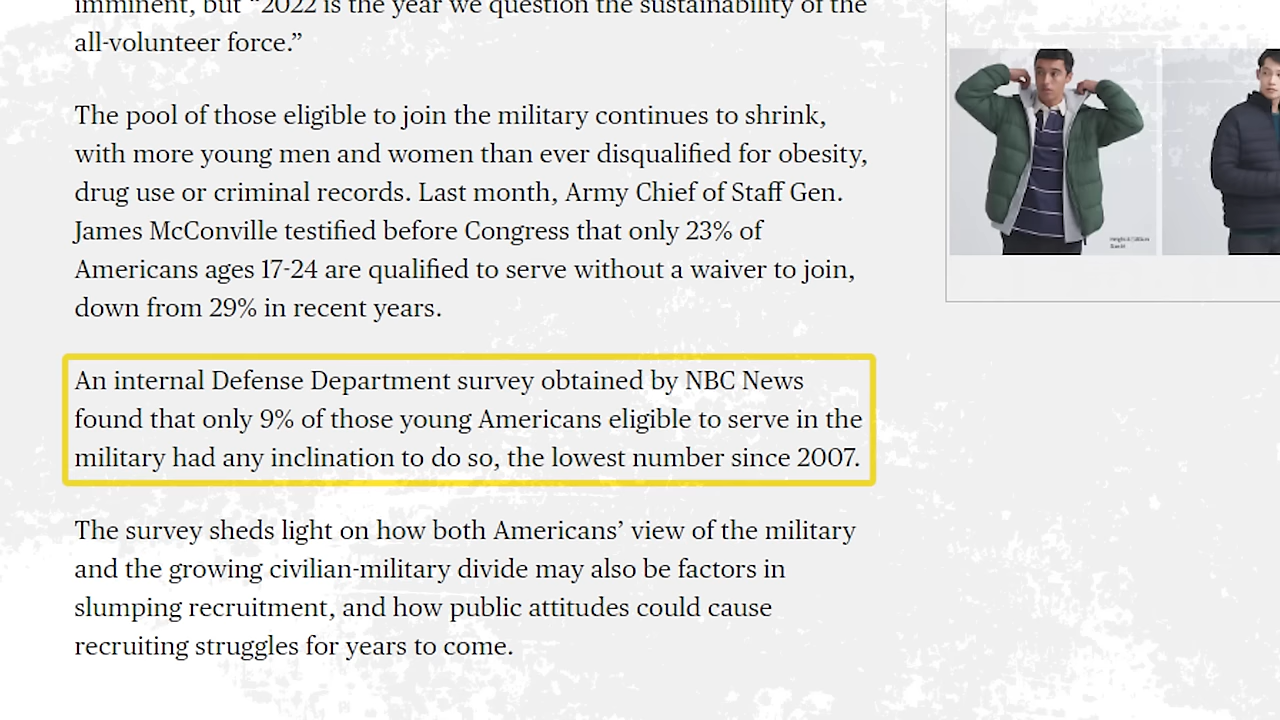 imminent, but “2022 is the year we question the sustainability of the
all-volunteer force.”
The pool of those eligible to join the military continues to shrink,
with more young men and women than ever disqualified for obesity,
drug use or criminal records. Last month, Army Chief of Staff Gen.
James McConville testified before Congress that only 23% of
Americans ages 17-24 are qualified to serve without a waiver to join,
down from 29% in recent years.
An internal Defense Department survey obtained by NBC News
found that only 9% of those young Americans eligible to serve in the
military had any inclination to do so, the lowest number since 2007.
The survey sheds light on how both Americans’ view of the military
and the growing civilian-military divide may also be factors in
slumping recruitment, and how public attitudes could cause
recruiting struggles for years to come.